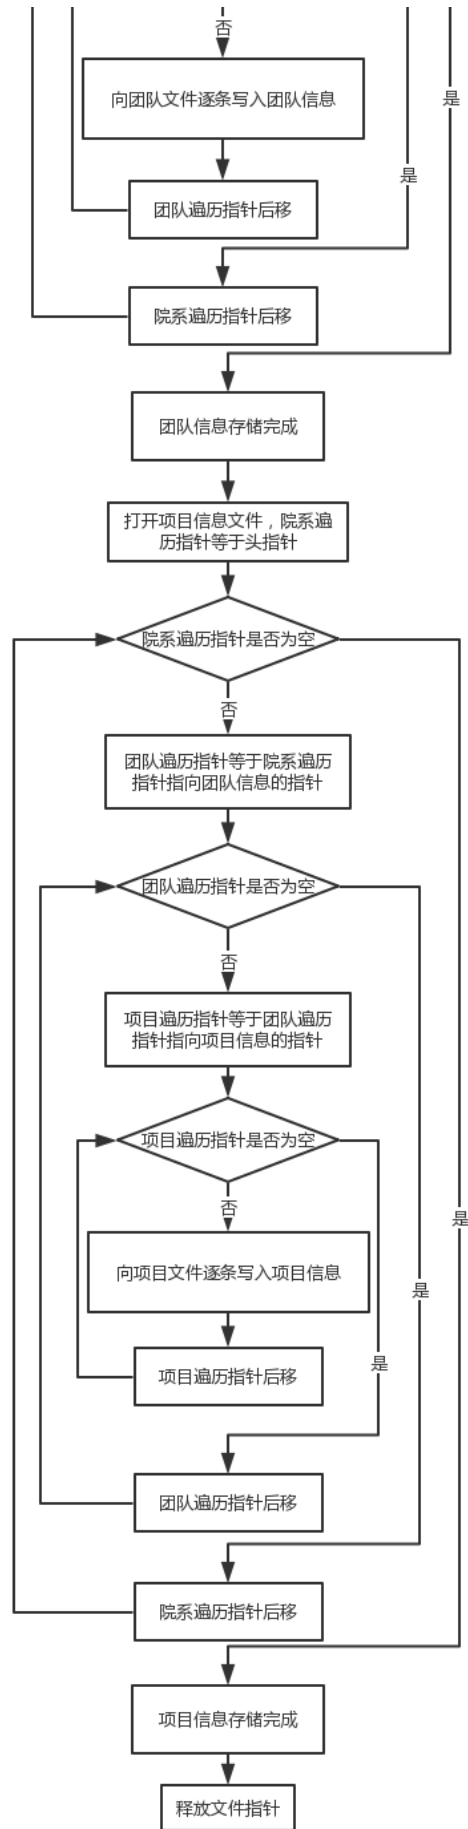 否
向团队文件逐条写入团队信息
是
是
团队遍历指针后移
院系遍历指针后移
团队信息存储完成
打开项目信息文件，院系遍
历指针等于头指针
院系遍历指针是否为空
否
团队遍历指针等于院系遍历
指针指向团队信息的指针
团队遍历指针是否为空
否
项目遍历指针等于团队遍历
指针指向项目信息的指针
项目遍历指针是否为空
否
是
向项目文件逐条写入项目信息
是
是
项目遍历指针后移
团队遍历指针后移
院系遍历指针后移
项目信息存储完成
释放文件指针